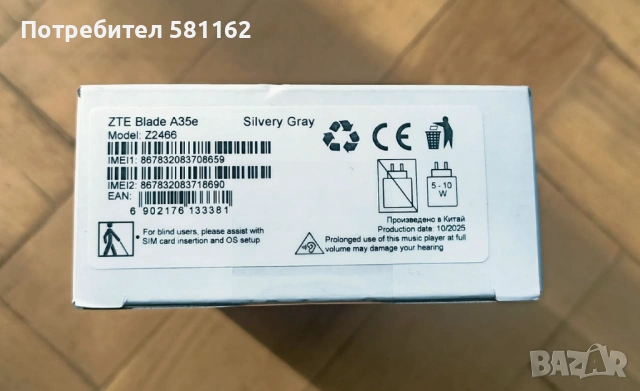 Потребител 581162
ZTE Blade A35e Silvery Gray
Model: Z2466
IMEI1: 867832083708659
IMEI2: 867832083718690
EAN:
6 902176 133381
5 - 10
W
Произведено в Китай
Production date: 10/2025
For blind users, please assist with
SIM card insertion and OS setup
Prolonged use of this music player at full
volume may damage your hearing
BAZAR